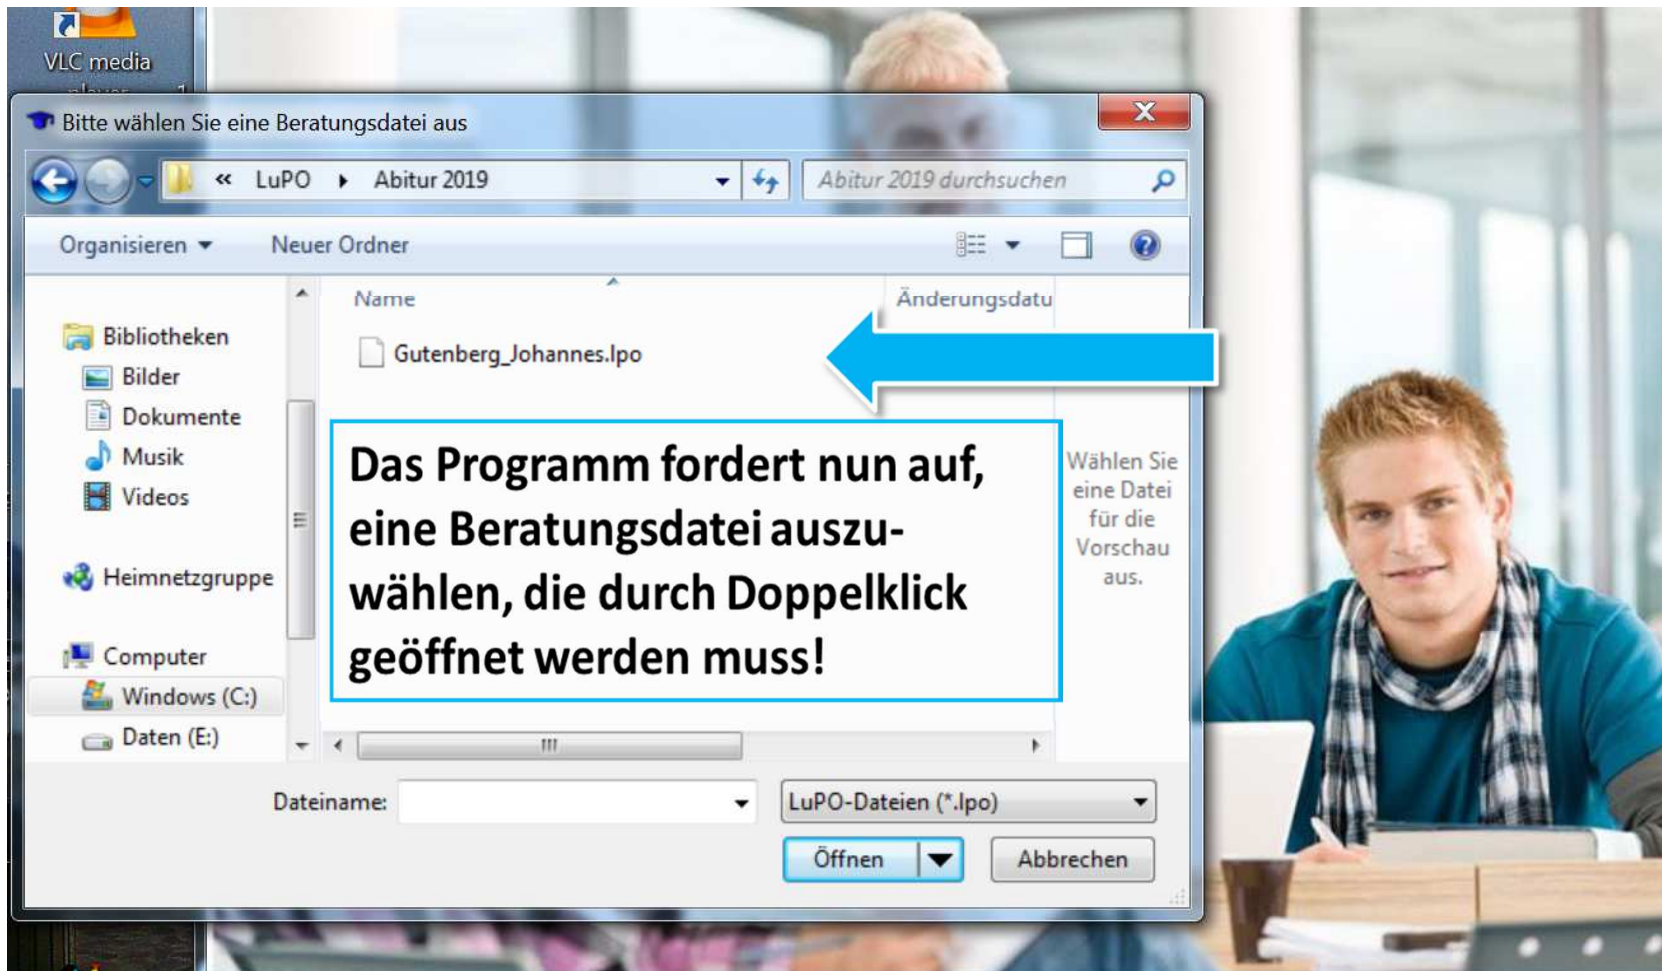 VLC media
Bitte wählen Sie eine Beratungsdatei aus
« LuPO Abitur 2019
Abitur 2019 durchsuchen
Organisieren
Neuer Ordner
Name
Änderungsdatu
Gutenberg_Johannes.lpo
Bibliotheken
Bilder
Dokumente
Musik
Videos
Heimnetzgruppe
Computer
Windows (C:)
Daten (E:)
Das Programm fordert nun auf,
eine Beratungsdatei auszu-
wählen, die durch Doppelklick
geöffnet werden muss!
Wählen Sie
eine Datei
für die
Vorschau
aus.
Dateiname:
LuPO-Dateien (*.lpo)
Öffnen
Abbrechen